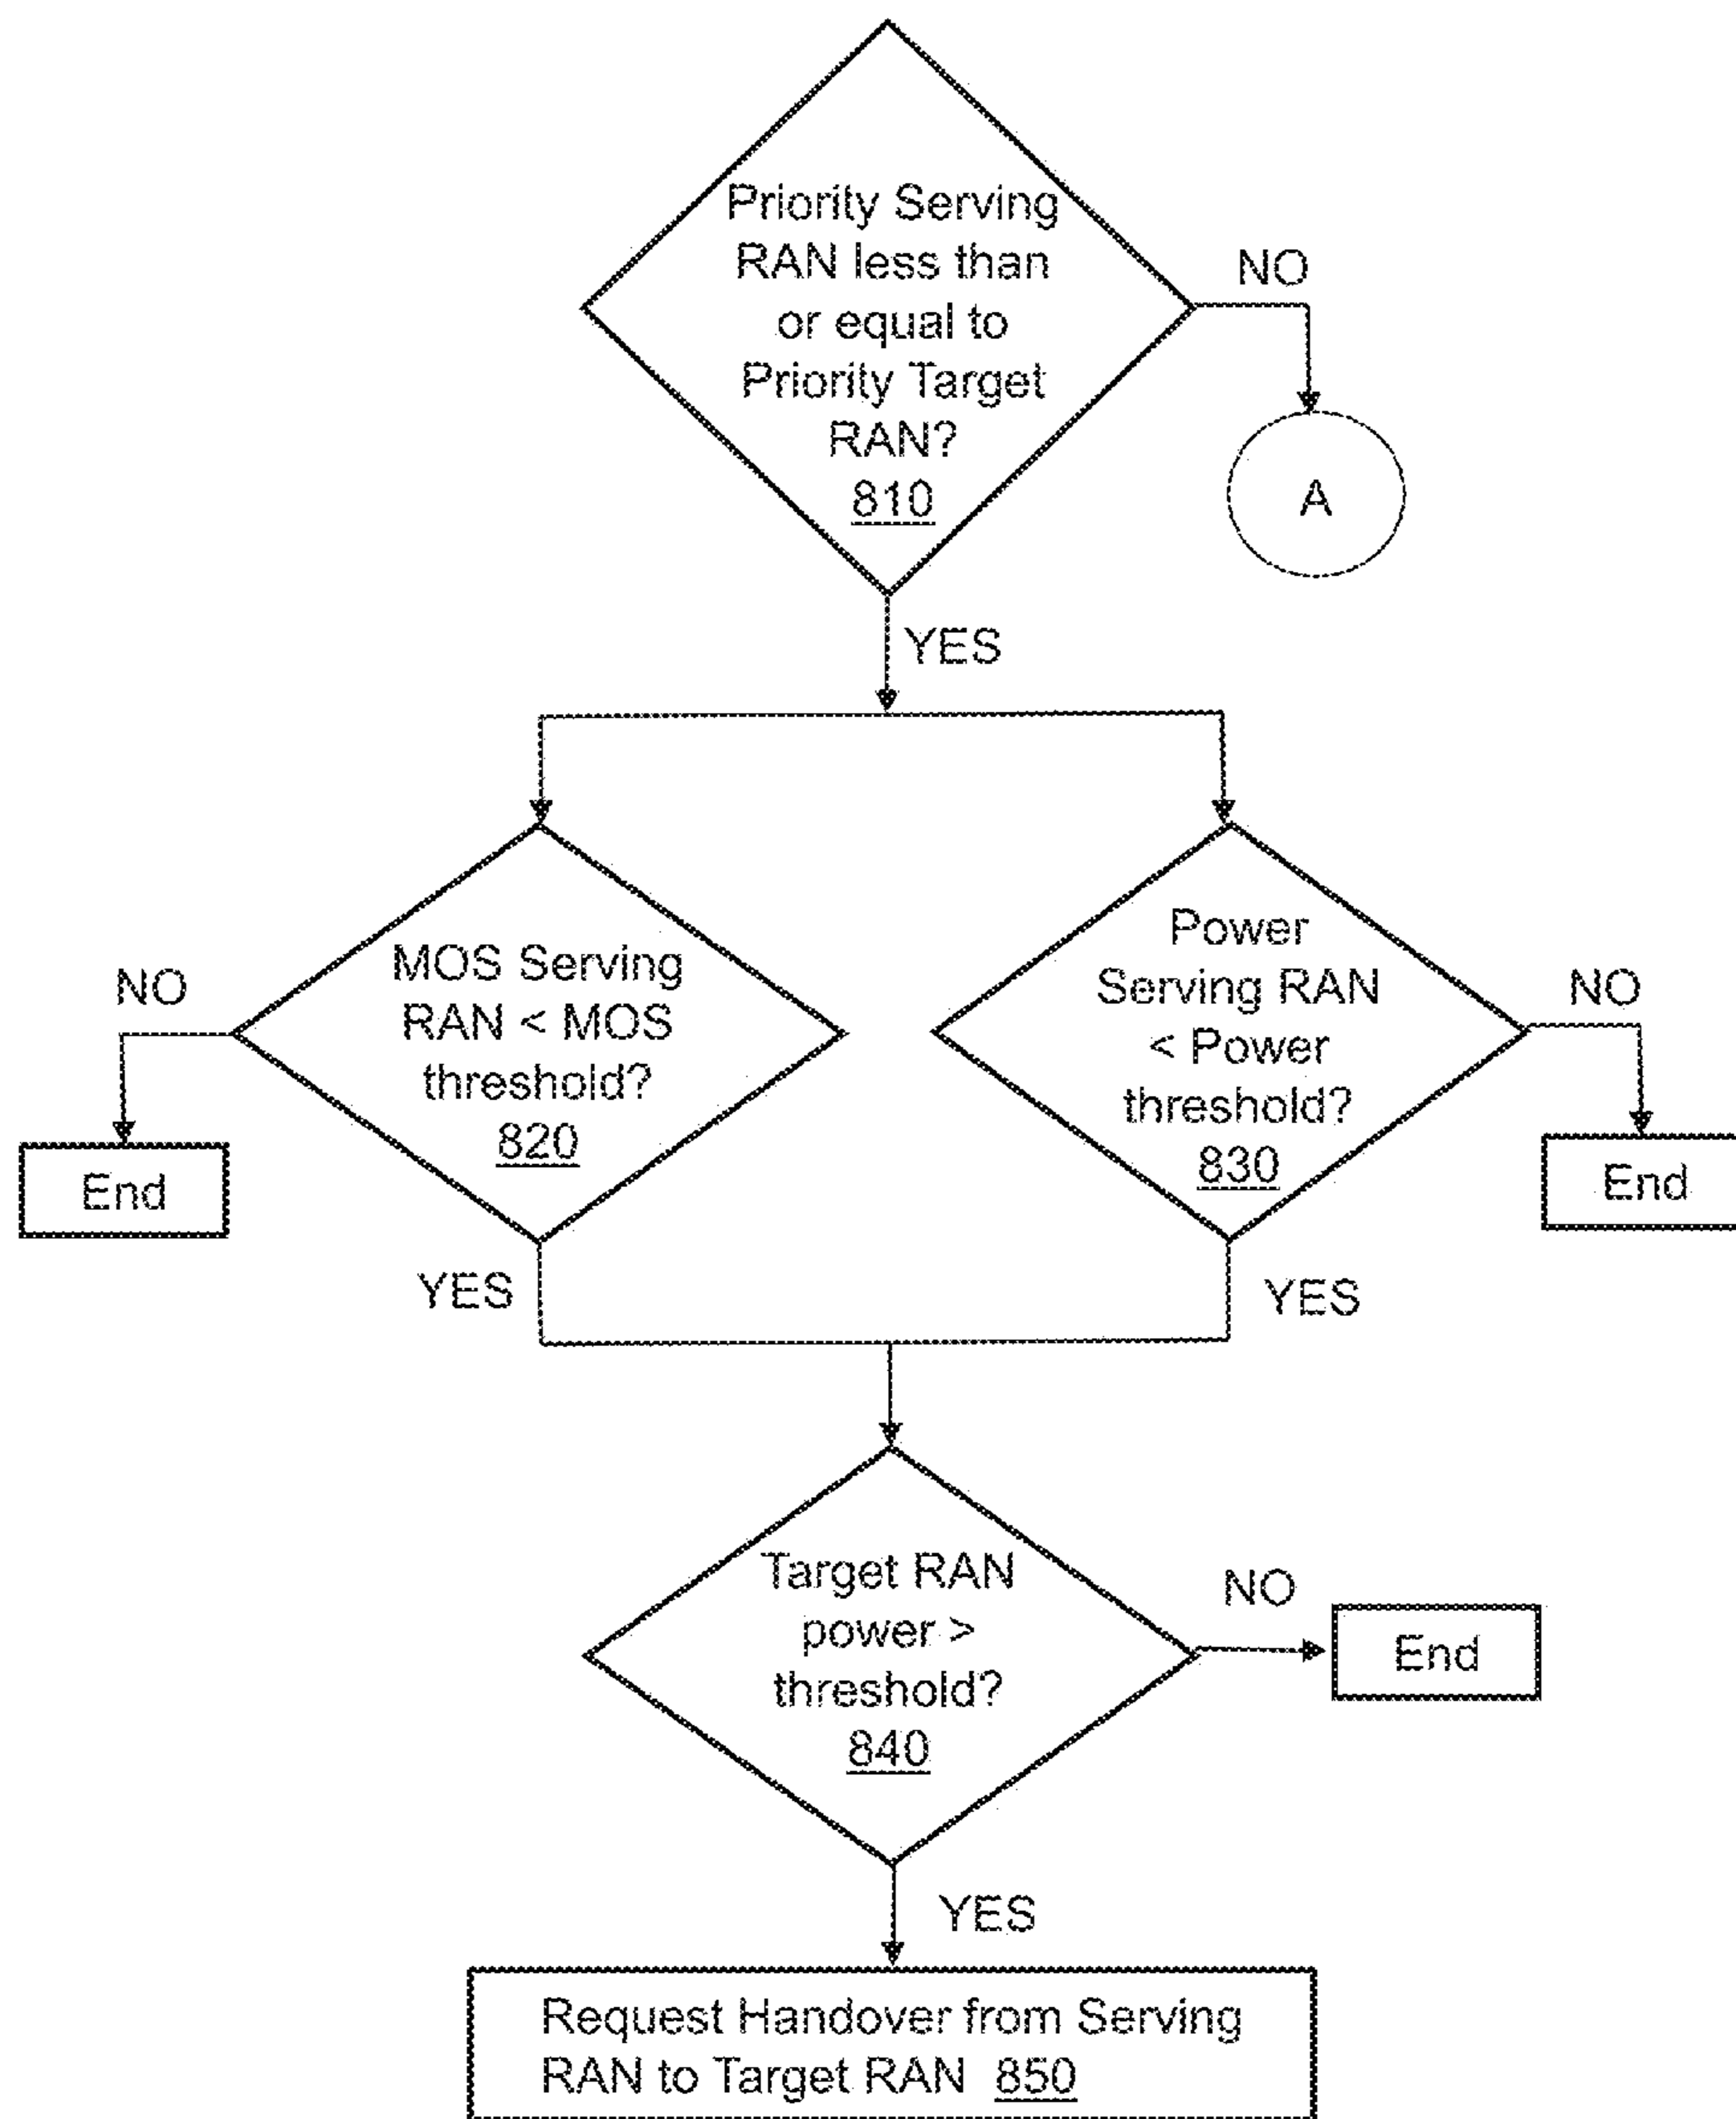 Priority Serving
RAN less than
or equal to
Priority Target
RAN?
810
NO
A
YES
MOS Serving
RAN < MOS
threshold?
820
NO
End
YES
Power
Serving RAN
< Power
threshold?
830
NO
End
YES
Target RAN
power >
threshold?
840
NO
End
YES
Request Handover from Serving
RAN to Target RAN 850